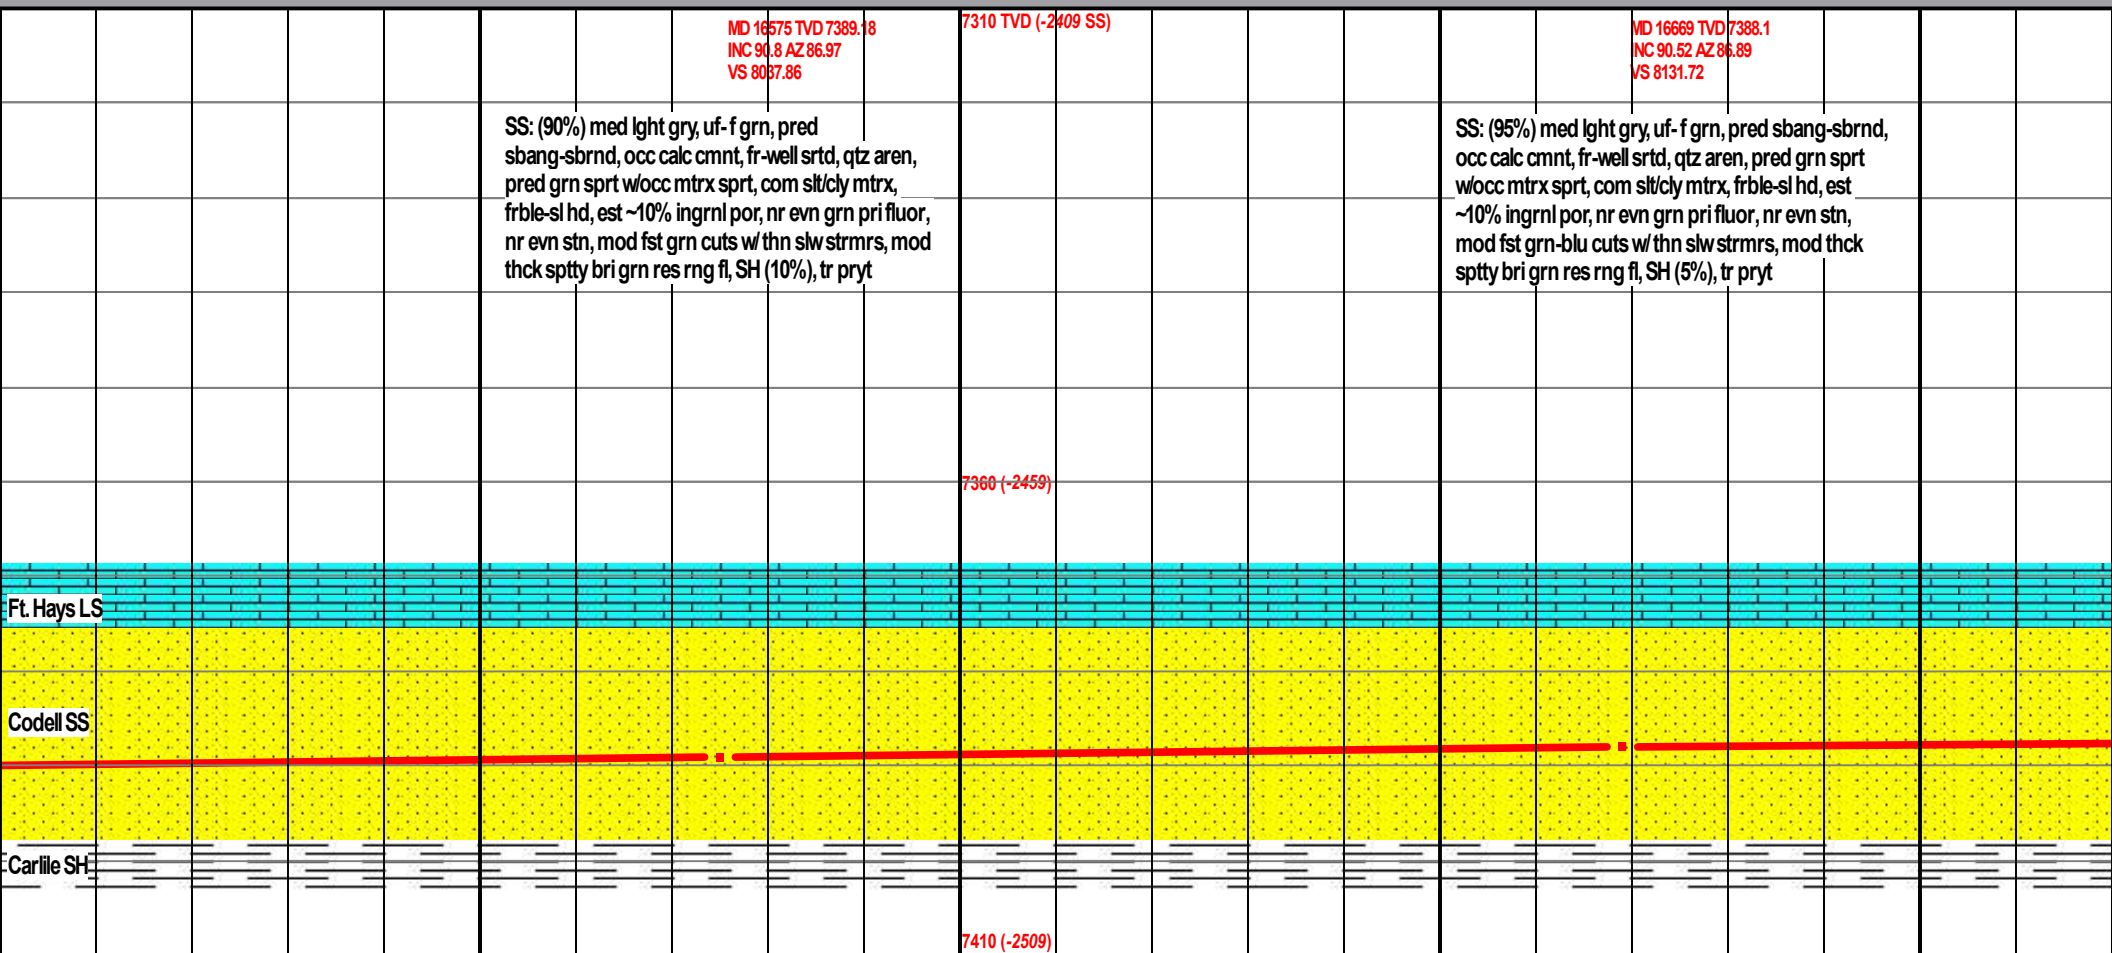 MD 16575 TVD 7389.18
INC 90.8 AZ 86.97
VS 8037.86
7310 TVD (-2409 SS)
MD 16669 TVD 7388.1
INC 90.52 AZ 86.89
VS 8131.72
SS: (90%) med lght gry, uf- f grn, pred
sbang-sbrnd, occ calc cmnt, fr-well srtd, qtz aren,
pred grn sprt w/occ mtrx sprt, com slt/cly mtrx,
frble-sl hd, est ~10% ingrnl por, nr evn grn pri fluor,
nr evn stn, mod fst grn cuts w/ thn slw strmrs, mod
thck sptty bri grn res rng fl, SH (10%), tr pryt
SS: (95%) med lght gry, uf- f grn, pred sbang-sbrnd,
occ calc cmnt, fr-well srtd, qtz aren, pred grn sprt
w/occ mtrx sprt, com slt/cly mtrx, frble-sl hd, est
~10% ingrnl por, nr evn grn pri fluor, nr evn stn,
mod fst grn-blu cuts w/ thn slw strmrs, mod thck
sptty bri grn res rng fl, SH (5%), tr pryt
7360 (-2459)
Ft. Hays LS
Codell SS
Carlile SH
7410 (-2509)